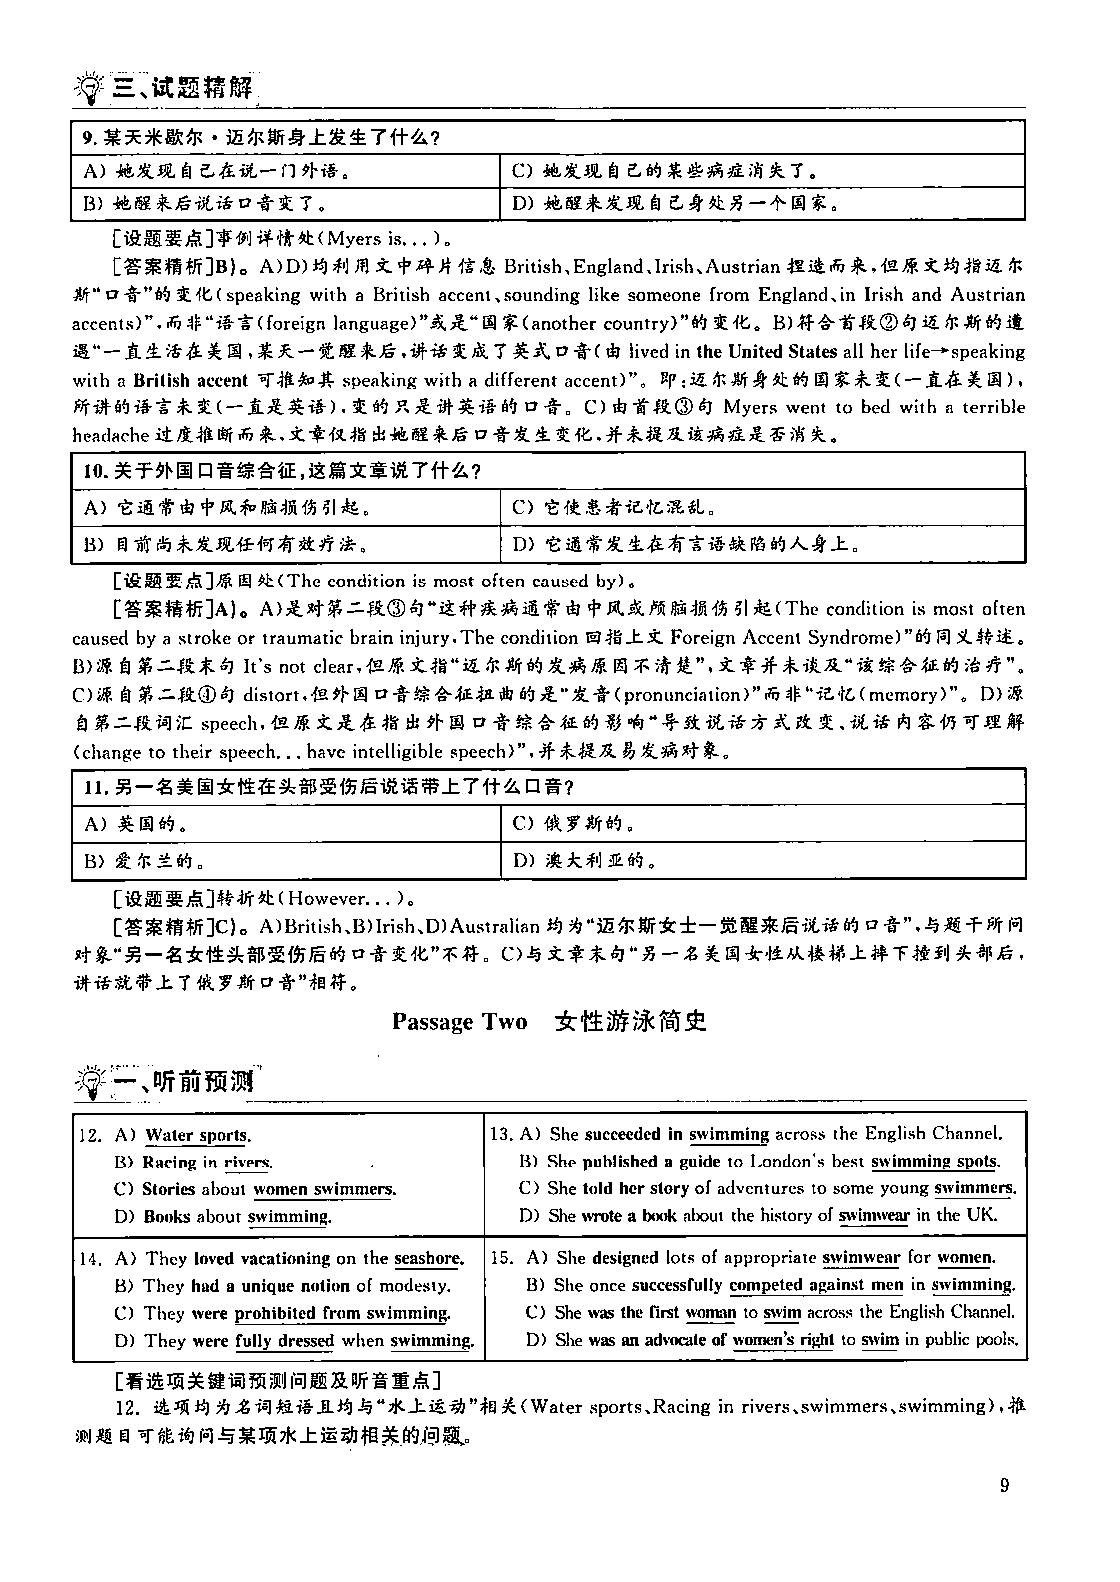 三、试题精解
9. 某天米歇尔·迈尔斯身上发生了什么?
A) 她发现自己在说一门外语。
C) 她发现自己的某些病症消失了。
B) 她醒来后说话口音变了。
D) 她醒来发现自己身处另一个国家。
[设题要点]事例详情处(Myers is...)。
[答案精析]B)。A)D)均利用文中碎片信息 British、England、Irish、Austrian 捏造而来,但原文均指迈尔
斯“口音”的变化(speaking with a British accent、sounding like someone from England、in Irish and Austrian
accents)”,而非“语言(foreign language)”或是“国家(another country)”的变化。B)符合首段②句迈尔斯的遭
遇“一直生活在美国,某天一觉醒来后,讲话变成了英式口音(由 lived in the United States all her life→speaking
with a British accent 可推知其 speaking with a different accent)”。即:迈尔斯身处的国家未变(一直在美国),
所讲的语言未变(一直是英语),变的只是讲英语的口音。C)由首段③句 Myers went to bed with a terrible
headache 过度推断而来,文章仅指出她醒来后口音发生变化,并未提及该病症是否消失。
10. 关于外国口音综合征,这篇文章说了什么?
A) 它通常由中风和脑损伤引起。
C) 它使患者记忆混乱。
B) 目前尚未发现任何有效疗法。
D) 它通常发生在有言语缺陷的人身上。
[设题要点]原因处(The condition is most often caused by)。
[答案精析]A)。A)是对第二段③句“这种疾病通常由中风或颅脑损伤引起(The condition is most often
caused by a stroke or traumatic brain injury,The condition 回指上文 Foreign Accent Syndrome)”的同义转述。
B)源自第二段末句 It's not clear,但原文指“迈尔斯的发病原因不清楚”,文章并未谈及“该综合征的治疗”。
C)源自第二段④句 distort,但外国口音综合征扭曲的是“发音(pronunciation)”而非“记忆(memory)”。D)源
自第二段词汇 speech,但原文是在指出外国口音综合征的影响“导致说话方式改变、说话内容仍可理解
(change to their speech...have intelligible speech)”,并未提及易发病对象。
11. 另一名美国女性在头部受伤后说话带上了什么口音?
A) 英国的。
C) 俄罗斯的。
B) 爱尔兰的。
D) 澳大利亚的。
[设题要点]转折处(However...)。
[答案精析]C)。A)British、B)Irish、D)Australian 均为“迈尔斯女士一觉醒来后说话的口音”,与题干所问
对象“另一名女性头部受伤后的口音变化”不符。C)与文章末句“另一名美国女性从楼梯上摔下撞到头部后,
讲话就带上了俄罗斯口音”相符。
Passage Two 女性游泳简史
一、听前预测
12. A) Water sports.
B) Racing in rivers.
C) Stories about women swimmers.
D) Books about swimming.
13. A) She succeeded in swimming across the English Channel.
B) She published a guide to London's best swimming spots.
C) She told her story of adventures to some young swimmers.
D) She wrote a book about the history of swimwear in the UK.
14. A) They loved vacationing on the seashore.
B) They had a unique notion of modesty.
C) They were prohibited from swimming.
D) They were fully dressed when swimming.
15. A) She designed lots of appropriate swimwear for women.
B) She once successfully competed against men in swimming.
C) She was the first woman to swim across the English Channel.
D) She was an advocate of women's right to swim in public pools.
[看选项关键词预测问题及听音重点]
12. 选项均为名词短语且均与“水上运动”相关(Water sports、Racing in rivers、swimmers、swimming),推
测题目可能询问与某项水上运动相关的问题。
9